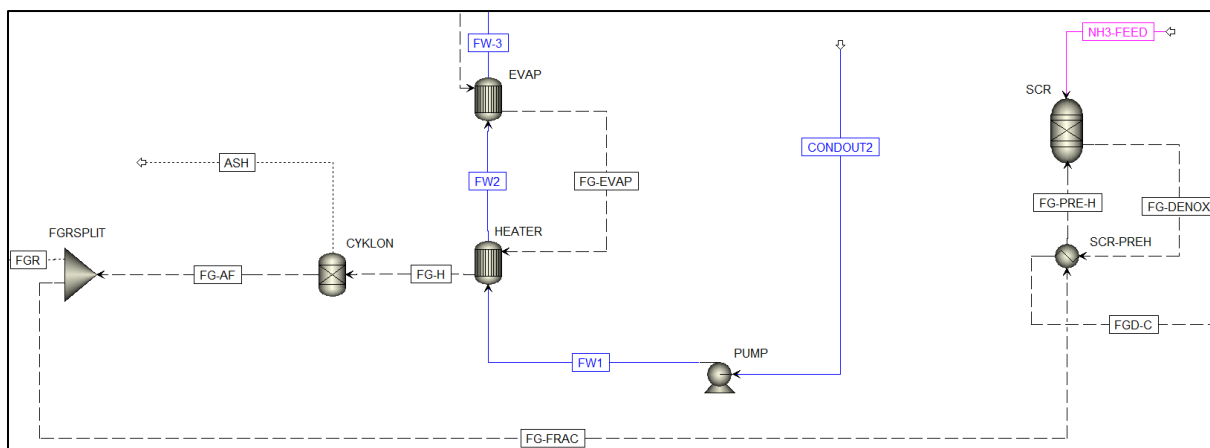 NH3-FEED
FW-3
EVAP
SCR
CONDOUT2
ASH
FW2
FG-EVAP
FG-PRE-H
FG-DENOX
FGRSPLIT
CYKLON
HEATER
SCR-PREH
FGR
FG-AF
FG-H
FGD-C
FW1
PUMP
FG-FRAC